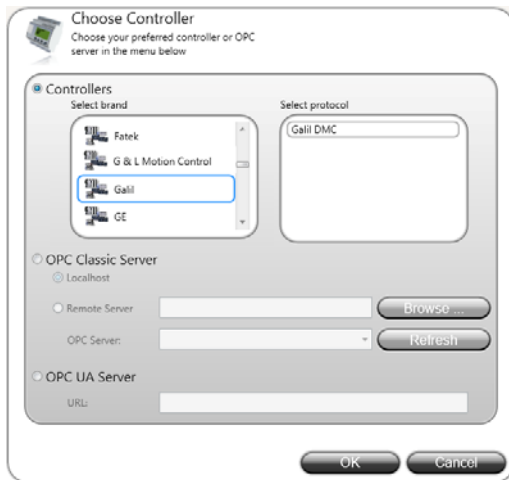 Choose Controller
Choose your preferred controller or OPC
server in the menu below
Controllers
Select brand
Select protocol
Fatek
G & L Motion Control
Galil
GE
Galil DMC
OPC Classic Server
Localhost
Remote Server
Browse ...
OPC Server:
Refresh
OPC UA Server
URL:
OK
Cancel